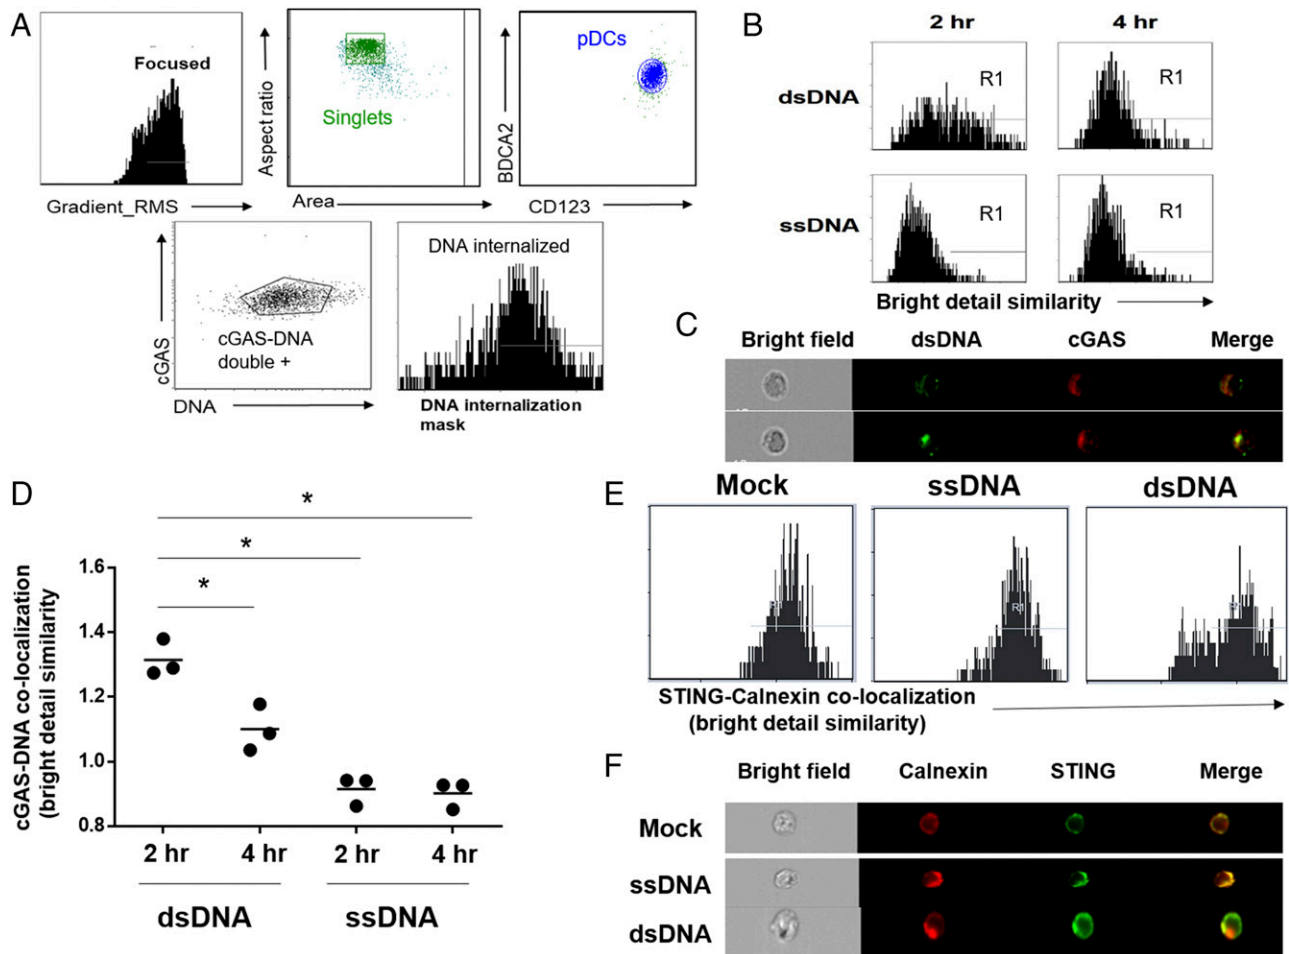 A
Focused
Gradient_RMS
Aspect ratio
Singlets
Area
BDCA2
pDCs
CD123
cGAS
cGAS-DNA
double +
DNA
DNA internalized
DNA internalization
mask
B
2 hr
4 hr
dsDNA
R1
R1
ssDNA
R1
R1
Bright detail similarity
C
Bright field
dsDNA
cGAS
Merge
D
cGAS-DNA co-localization
(bright detail similarity
1.6
1.4
1.2
1.0
0.8
*
*
*
2 hr
4 hr
2 hr
4 hr
dsDNA
ssDNA
E
Mock
ssDNA
dsDNA
R1
R1
STING-Calnexin co-localization
(bright detail similarity)
F
Bright field
Calnexin
STING
Merge
Mock
ssDNA
dsDNA